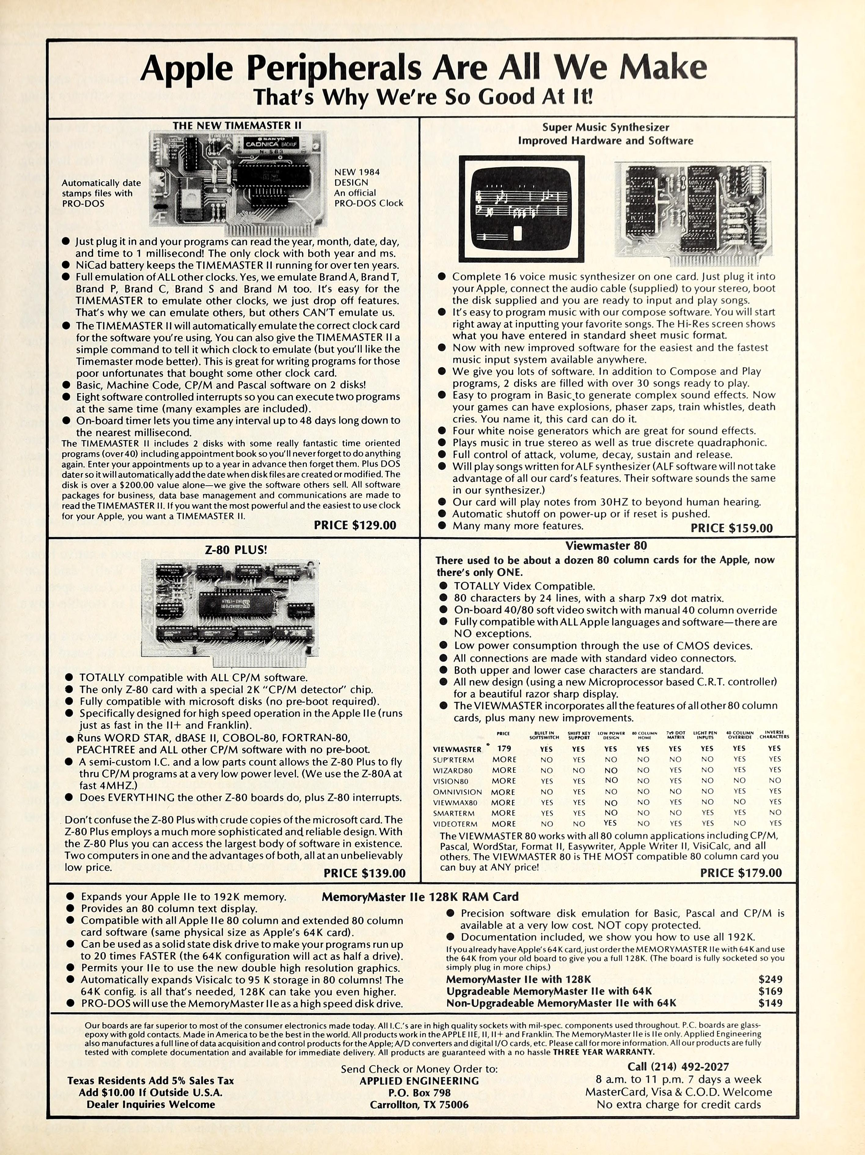 Apple Peripherals Are All We Make
That's Why We're So Good At It!
THE NEW TIMEMASTER II
Automatically date
stamps files with
PRO-DOS
NEW 1984
DESIGN
An official
PRO-DOS Clock
● Just plug it in and your programs can read the year, month, date, day,
and time to 1 millisecond! The only clock with both year and ms.
● NiCad battery keeps the TIMEMASTER II running for over ten years.
● Full emulation of ALL other clocks. Yes, we emulate Brand A, Brand T,
Brand P, Brand C, Brand S and Brand M too. It's easy for the
TIMEMASTER to emulate other clocks, we just drop off features.
That's why we can emulate others, but others CAN'T emulate us.
● The TIMEMASTER II will automatically emulate the correct clock card
for the software you're using. You can also give the TIMEMASTER II a
simple command to tell it which clock to emulate (but you'll like the
Timemaster mode better). This is great for writing programs for those
poor unfortunates that bought some other clock card.
● Basic, Machine Code, CP/M and Pascal software on 2 disks!
● Eight software controlled interrupts so you can execute two programs
at the same time (many examples are included).
● On-board timer lets you time any interval up to 48 days long down to
the nearest millisecond.
The TIMEMASTER II includes 2 disks with some really fantastic time oriented
programs (over 40) including appointment book so you'll never forget to do anything
again. Enter your appointments up to a year in advance then forget them. Plus DOS
dater so it will automatically add the date when disk files are created or modified. The
disk is over a $200.00 value alone—we give the software others sell. All software
packages for business, data base management and communications are made to
read the TIMEMASTER II. If you want the most powerful and the easiest to use clock
for your Apple, you want a TIMEMASTER II.
PRICE $129.00
Super Music Synthesizer
Improved Hardware and Software
● Complete 16 voice music synthesizer on one card. Just plug it into
your Apple, connect the audio cable (supplied) to your stereo, boot
the disk supplied and you are ready to input and play songs.
● It's easy to program music with our compose software. You will start
right away at inputting your favorite songs. The Hi-Res screen shows
what you have entered in standard sheet music format.
● Now with new improved software for the easiest and the fastest
music input system available anywhere.
● We give you lots of software. In addition to Compose and Play
programs, 2 disks are filled with over 30 songs ready to play.
● Easy to program in Basic to generate complex sound effects. Now
your games can have explosions, phaser zaps, train whistles, death
cries. You name it, this card can do it.
● Four white noise generators which are great for sound effects.
● Plays music in true stereo as well as true discrete quadraphonic.
● Full control of attack, volume, decay, sustain and release.
● Will play songs written for ALF synthesizer (ALF software will not take
advantage of all our card's features. Their software sounds the same
in our synthesizer.)
● Our card will play notes from 30HZ to beyond human hearing.
● Automatic shutoff on power-up or if reset is pushed.
● Many many more features.
PRICE $159.00
Z-80 PLUS!
● TOTALLY compatible with ALL CP/M software.
● The only Z-80 card with a special 2K "CP/M detector" chip.
● Fully compatible with microsoft disks (no pre-boot required).
● Specifically designed for high speed operation in the Apple IIe (runs
just as fast in the II+ and Franklin).
● Runs WORD STAR, dBASE II, COBOL-80, FORTRAN-80,
PEACHTREE and ALL other CP/M software with no pre-boot.
● A semi-custom I.C. and a low parts count allows the Z-80 Plus to fly
thru CP/M programs at a very low power level. (We use the Z-80A at
fast 4MHZ.)
● Does EVERYTHING the other Z-80 boards do, plus Z-80 interrupts.
Don't confuse the Z-80 Plus with crude copies of the microsoft card. The
Z-80 Plus employs a much more sophisticated and reliable design. With
the Z-80 Plus you can access the largest body of software in existence.
Two computers in one and the advantages of both, all at an unbelievably
low price.
PRICE $139.00
Viewmaster 80
There used to be about a dozen 80 column cards for the Apple, now
there's only ONE.
● TOTALLY Videx Compatible.
● 80 characters by 24 lines, with a sharp 7x9 dot matrix.
● On-board 40/80 soft video switch with manual 40 column override
● Fully compatible with ALL Apple languages and software—there are
NO exceptions.
● Low power consumption through the use of CMOS devices.
● All connections are made with standard video connectors.
● Both upper and lower case characters are standard.
● All new design (using a new Microprocessor based C.R.T. controller)
for a beautiful razor sharp display.
● The VIEWMASTER incorporates all the features of all other 80 column
cards, plus many new improvements.
PRICE BUILT IN SOFTSWITCH SHIFT KEY SUPPORT LOW POWER DESIGN 80 COLUMN HOME 7x9 DOT MATRIX LIGHT PEN INPUTS 40 COLUMN OVERRIDE INVERSE CHARACTERS
VIEWMASTER 179 YES YES YES YES YES YES YES YES
SUP'RTERM MORE NO YES NO NO NO NO YES YES
WIZARD80 MORE NO NO NO NO YES NO YES YES
VISION80 MORE YES YES NO NO YES NO NO NO
OMNIVISION MORE NO YES NO NO NO NO YES YES
VIEWMAX80 MORE YES YES NO NO YES NO NO YES
SMARTERM MORE YES YES NO NO NO YES YES NO
VIDEOTERM MORE NO NO YES NO YES YES NO YES
The VIEWMASTER 80 works with all 80 column applications including CP/M,
Pascal, WordStar, Format II, Easywriter, Apple Writer II, VisiCalc, and all
others. The VIEWMASTER 80 is THE MOST compatible 80 column card you
can buy at ANY price!
PRICE $179.00
MemoryMaster IIe 128K RAM Card
● Expands your Apple IIe to 192K memory.
● Provides an 80 column text display.
● Compatible with all Apple IIe 80 column and extended 80 column
card software (same physical size as Apple's 64K card).
● Can be used as a solid state disk drive to make your programs run up
to 20 times FASTER (the 64K configuration will act as half a drive).
● Permits your IIe to use the new double high resolution graphics.
● Automatically expands Visicalc to 95 K storage in 80 columns! The
64K config. is all that's needed, 128K can take you even higher.
● PRO-DOS will use the MemoryMaster IIe as a high speed disk drive.
● Precision software disk emulation for Basic, Pascal and CP/M is
available at a very low cost. NOT copy protected.
● Documentation included, we show you how to use all 192K.
If you already have Apple's 64K card, just order the MEMORYMASTER IIe with 64K and use
the 64K from your old board to give you a full 128K. (The board is fully socketed so you
simply plug in more chips.)
MemoryMaster IIe with 128K $249
Upgradeable MemoryMaster IIe with 64K $169
Non-Upgradeable MemoryMaster IIe with 64K $149
Our boards are far superior to most of the consumer electronics made today. All I.C.'s are in high quality sockets with mil-spec. components used throughout. P.C. boards are glass-
epoxy with gold contacts. Made in America to be the best in the world. All products work in the APPLE IIE, II, II+ and Franklin. The MemoryMaster IIe is IIe only. Applied Engineering
also manufactures a full line of data acquisition and control products for the Apple; A/D converters and digital I/O cards, etc. Please call for more information. All our products are fully
tested with complete documentation and available for immediate delivery. All products are guaranteed with a no hassle THREE YEAR WARRANTY.
Texas Residents Add 5% Sales Tax
Add $10.00 If Outside U.S.A.
Dealer Inquiries Welcome
Send Check or Money Order to:
APPLIED ENGINEERING
P.O. Box 798
Carrollton, TX 75006
Call (214) 492-2027
8 a.m. to 11 p.m. 7 days a week
MasterCard, Visa & C.O.D. Welcome
No extra charge for credit cards